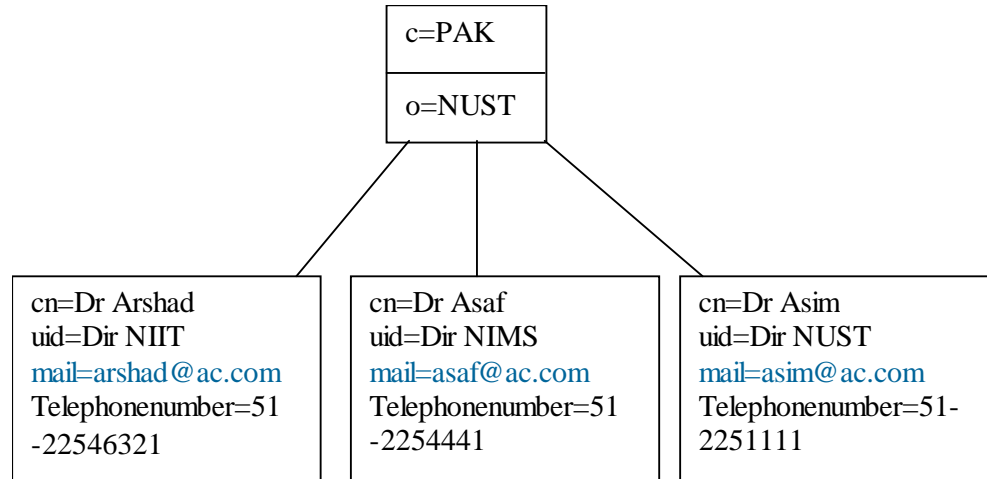 c=PAK
o=NUST
cn=Dr Arshad
uid=Dir NIIT
mail=arshad@ac.com
Telephonenumber=51
-22546321
cn=Dr Asaf
uid=Dir NIMS
mail=asaf@ac.com
Telephonenumber=51
-2254441
cn=Dr Asim
uid=Dir NUST
mail=asim@ac.com
Telephonenumber=51-
2251111